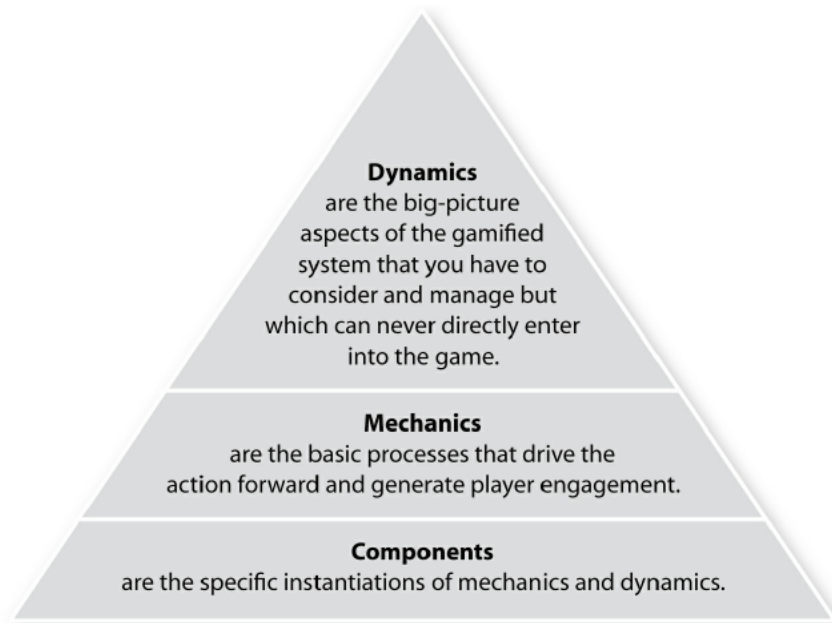 Dynamics
are the big-picture
aspects of the gamified
system that you have to
consider and manage but
which can never directly enter
into the game.
Mechanics
are the basic processes that drive the
action forward and generate player engagement.
Components
are the specific instantiations of mechanics and dynamics.